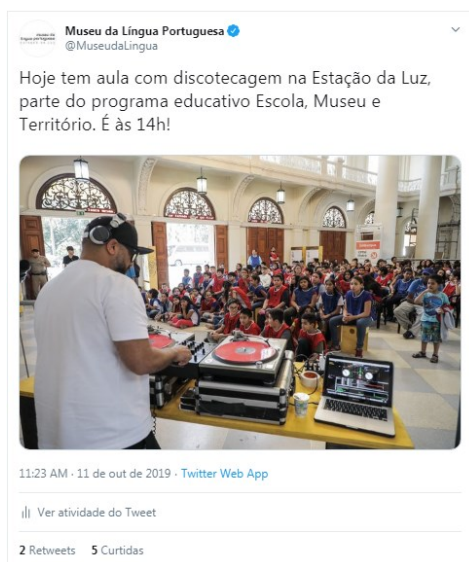 Museu da Língua Portuguesa
@MuseudaLingua
Hoje tem aula com discotecagem na Estação da Luz,
parte do programa educativo Escola, Museu e
Território. É às 14h!
11:23 AM · 11 de out de 2019 · Twitter Web App
Ver atividade do Tweet
2 Retweets 5 Curtidas